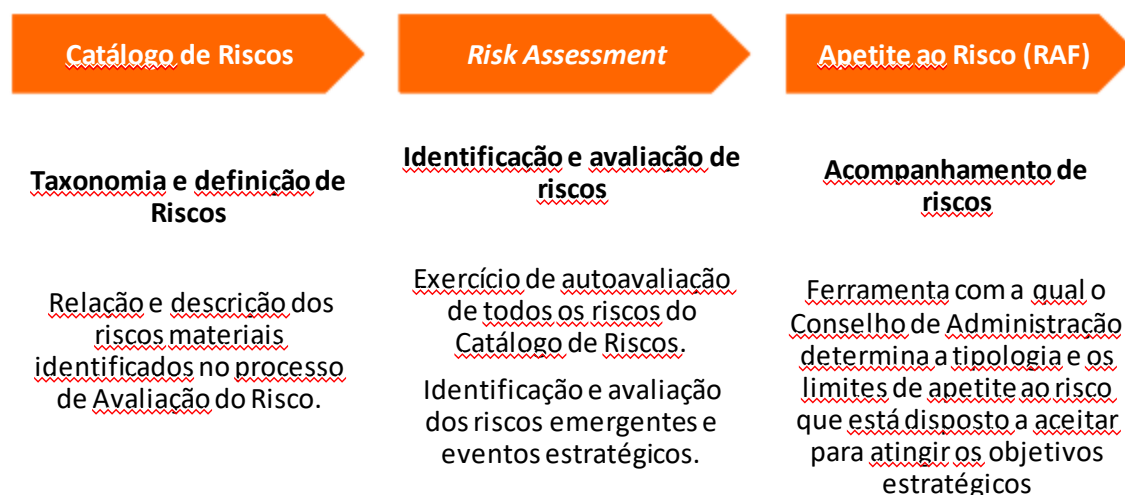 Catálogo de Riscos
Taxonomia e definição de
Riscos
Relação e descrição dos
riscos materiais
identificados no processo
de Avaliação do Risco.
Risk Assessment
Identificação e avaliação de
riscos
Exercício de autoavaliação
de todos os riscos do
Catálogo de Riscos.
Identificação e avaliação
dos riscos emergentes e
eventos estratégicos.
Apetite ao Risco (RAF)
Acompanhamento de
riscos
Ferramenta com a qual o
Conselho de Administração
determina a tipologia e os
limites de apetite ao risco
que está disposto a aceitar
para atingir os objetivos
estratégicos